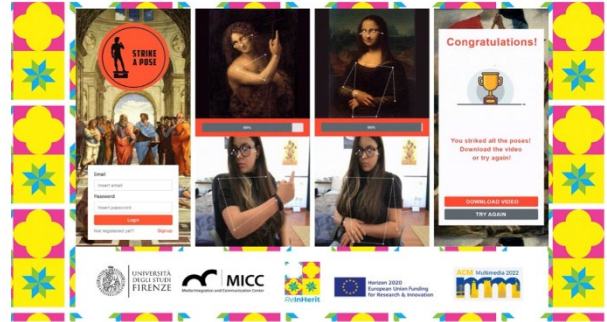 STRIKE
A POSE
Email
Insert email
Password
Insert password
Login
Not registered yet?
Signup
Congratulations!
You striked all the poses!
Download the video
or try again!
DOWNLOAD VIDEO
TRY AGAIN
UNIVERSITÀ
DEGLI STUDI
FIRENZE
MICC
Media Integration and Communication Center
ReInHerit
Horizon 2020
European Union Funding
for Research & Innovation
ACM Multimedia 2022